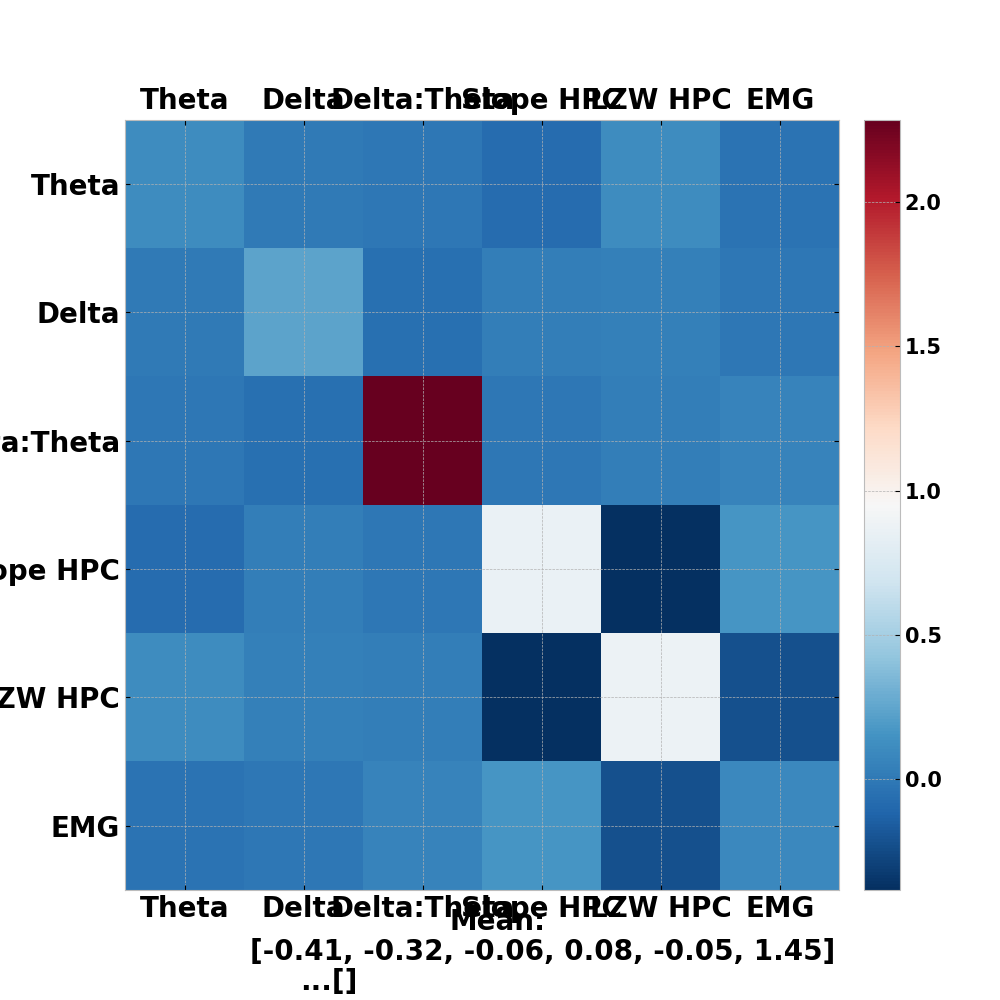 Theta Delta Delta:Theta Slope HPC LZW HPC EMG
2.0
Theta
Delta
1.5
a:Theta
1.0
ope HPC
0.5
ZW HPC
0.0
EMG
Theta Delta Delta:Theta Slope HPC LZW HPC EMG
Mean:
[-0.41, -0.32, -0.06, 0.08, -0.05, 1.45]
...[]